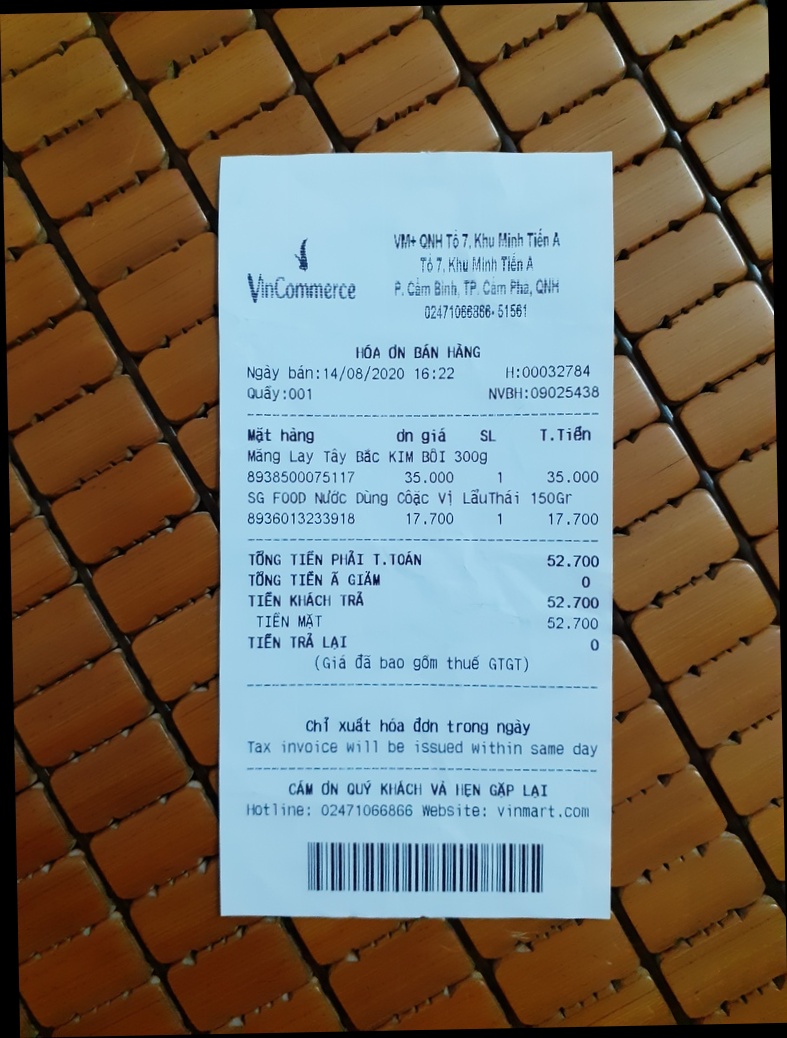 VinCommerce
VM+ QNH Tổ 7, Khu Minh Tiến A
Tổ 7, Khu Minh Tiến A
P. Cẩm Bình, TP. Cẩm Phả, QNH
02471066866-51561
HÓA ƠN BÁN HÀNG
Ngày bán:14/08/2020 16:22 H:00032784
Quầy:001 NVBH:09025438
Mặt hàng ơn giá SL T.Tiền
Măng Lay Tây Bắc KIM BÔI 300g
8938500075117 35.000 1 35.000
SG FOOD Nước Dùng Côặc Vị LẩuThái 150Gr
8936013233918 17.700 1 17.700
TỔNG TIỀN PHẢI T.TOÁN 52.700
TỔNG TIỀN Ã GIẢM 0
TIỀN KHÁCH TRẢ 52.700
TIỀN MẶT 52.700
TIỀN TRẢ LẠI 0
(Giá đã bao gồm thuế GTGT)
Chỉ xuất hóa đơn trong ngày
Tax invoice will be issued within same day
CẢM ƠN QUÝ KHÁCH VÀ HẸN GẶP LẠI
Hotline: 02471066866 Website: vinmart.com